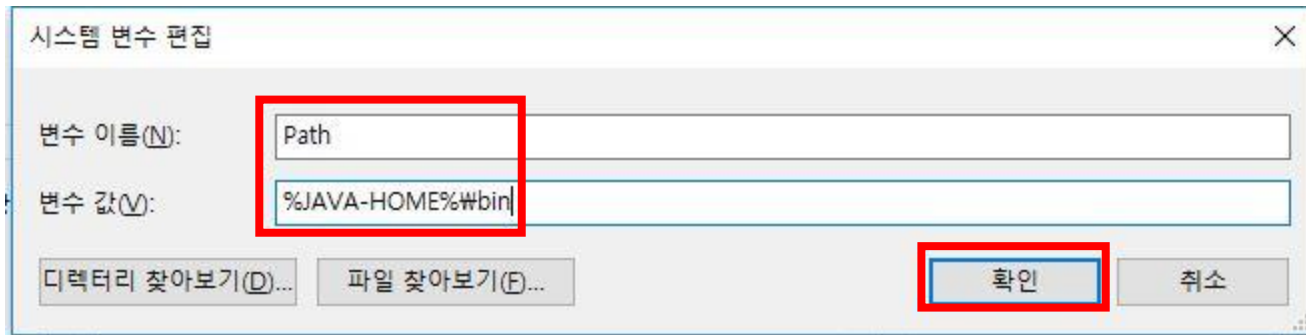 시스템 변수 편집
변수 이름(N):
Path
변수 값(V):
%JAVA-HOME%₩bin
디렉터리 찾아보기(D)...
파일 찾아보기(F)...
확인
취소